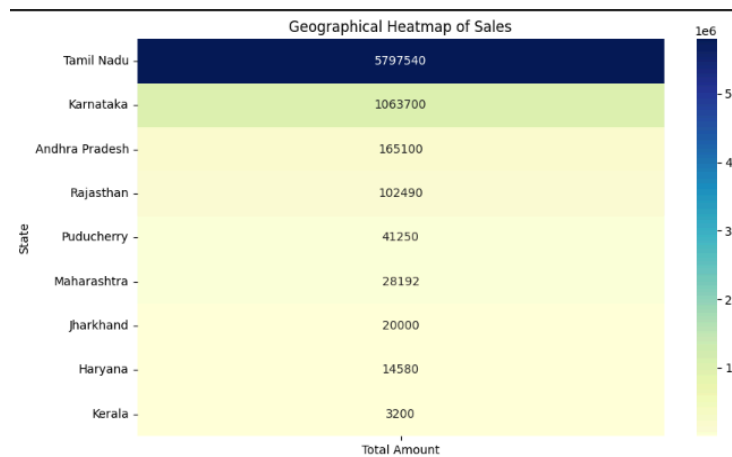 Geographical Heatmap of Sales
1e6
Tamil Nadu 5797540
Karnataka 1063700
Andhra Pradesh 165100
Rajasthan 102490
Puducherry 41250
Maharashtra 28192
Jharkhand 20000
Haryana 14580
Kerala 3200
State
Total Amount
5
4
3
2
1